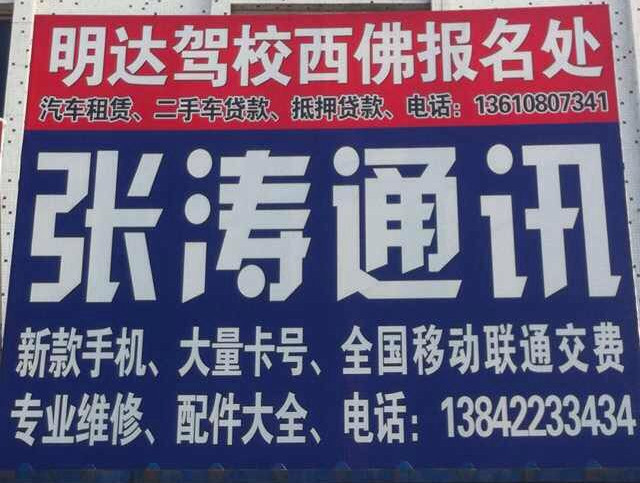 明达驾校西佛报名处
汽车租赁、二手车贷款、抵押贷款、电话：13610807341
张涛通讯
新款手机、大量卡号、全国移动联通交费
专业维修、配件大全、电话：13842233434